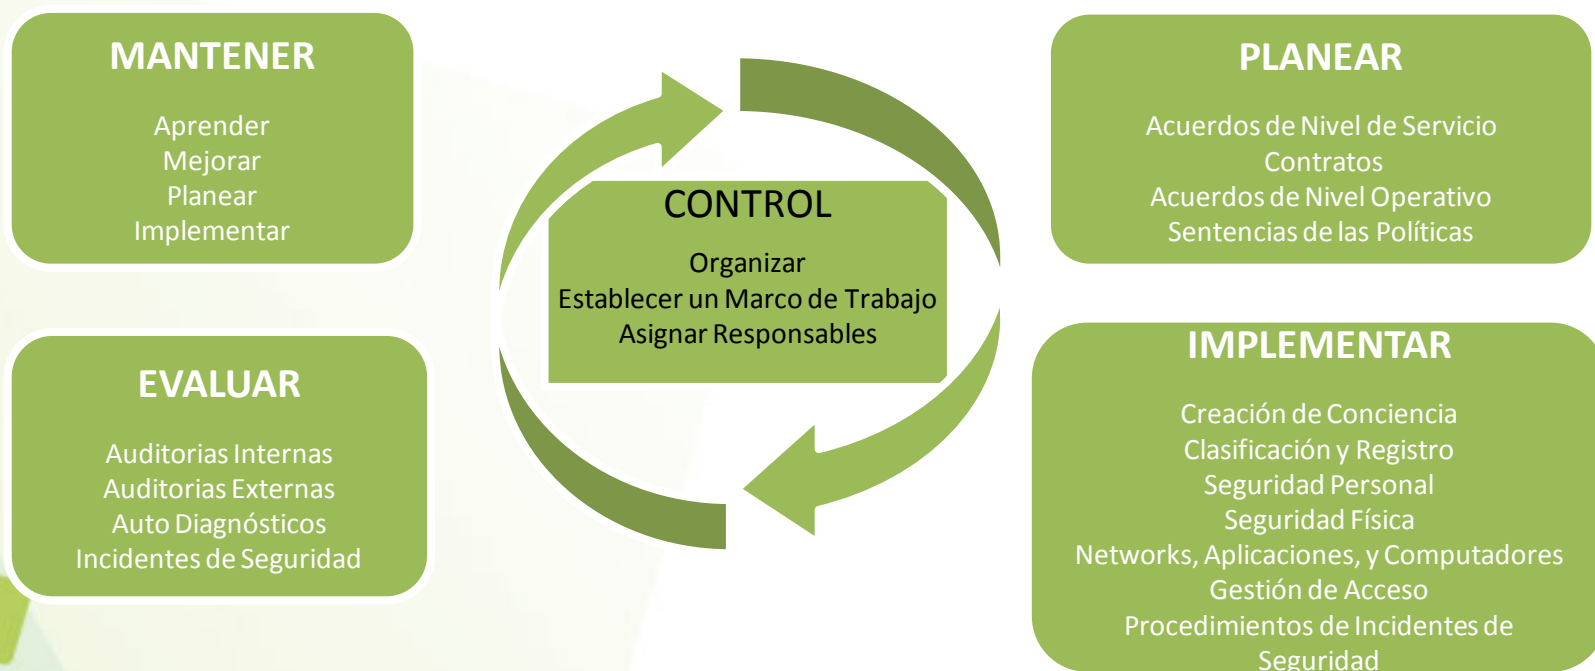 MANTENER
Aprender
Mejorar
Planear
Implementar
PLANEAR
Acuerdos de Nivel de Servicio
Contratos
Acuerdos de Nivel Operativo
Sentencias de las Políticas
CONTROL
Organizar
Establecer un Marco de Trabajo
Asignar Responsables
EVALUAR
Auditorias Internas
Auditorias Externas
Auto Diagnósticos
Incidentes de Seguridad
IMPLEMENTAR
Creación de Conciencia
Clasificación y Registro
Seguridad Personal
Seguridad Física
Networks, Aplicaciones, y Computadores
Gestión de Acceso
Procedimientos de Incidentes de
Seguridad